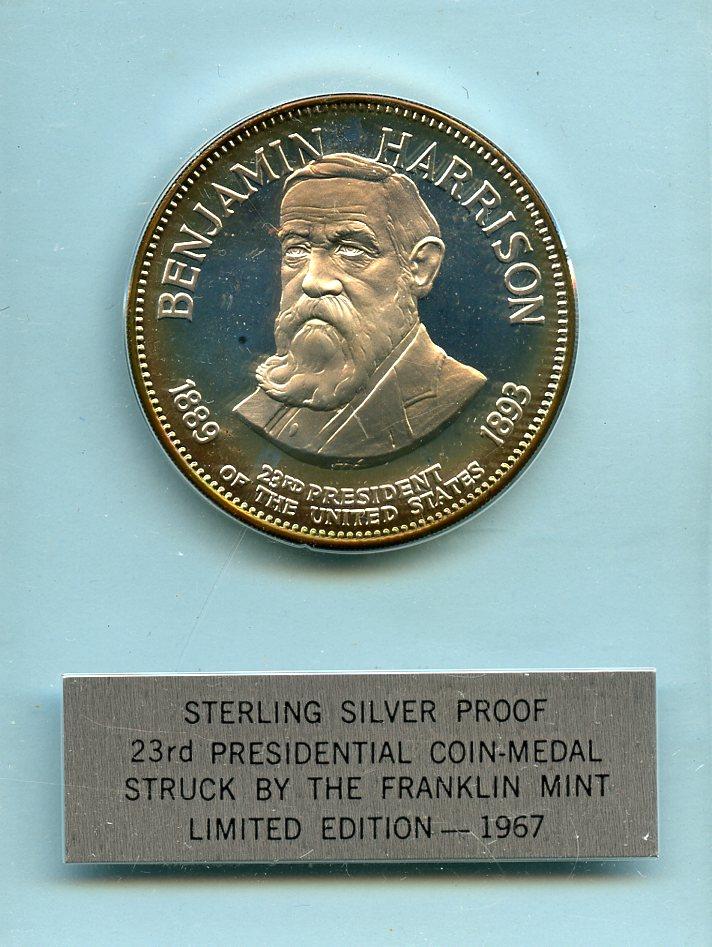 BENJAMIN HARRISON
1889 1893
23RD PRESIDENT
OF THE UNITED STATES
STERLING SILVER PROOF
23rd PRESIDENTIAL COIN-MEDAL
STRUCK BY THE FRANKLIN MINT
LIMITED EDITION — 1967